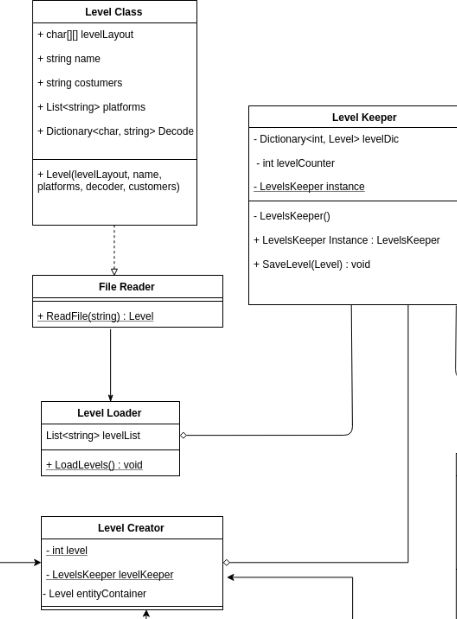 Level Class
+ char[][] levelLayout
+ string name
+ string costumers
+ List<string> platforms
+ Dictionary<char, string> Decode
+ Level(levelLayout, name,
platforms, decoder, customers)
File Reader
+ ReadFile(string) : Level
Level Loader
List<string> levelList
+ LoadLevels() : void
Level Keeper
- Dictionary<int, Level> levelDic
- int levelCounter
- LevelsKeeper instance
- LevelsKeeper()
+ LevelsKeeper Instance : LevelsKeeper
+ SaveLevel(Level) : void
Level Creator
- int level
- LevelsKeeper levelKeeper
- Level entityContainer